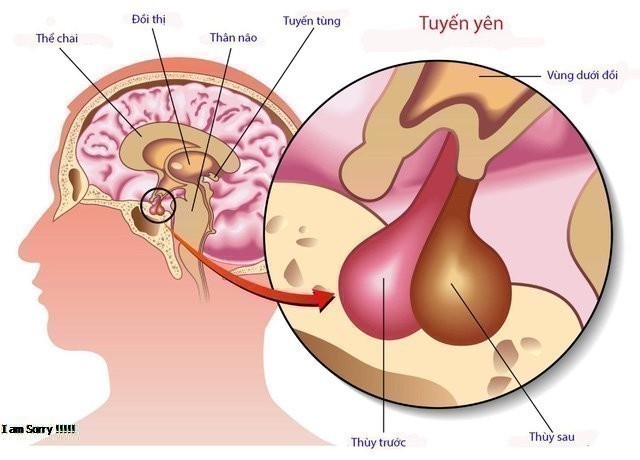 Tuyến yên
Thể chai
Đồi thị
Thân não
Tuyến tùng
Vùng dưới đồi
I am Sorry !!!!!
Thùy trước
Thùy sau